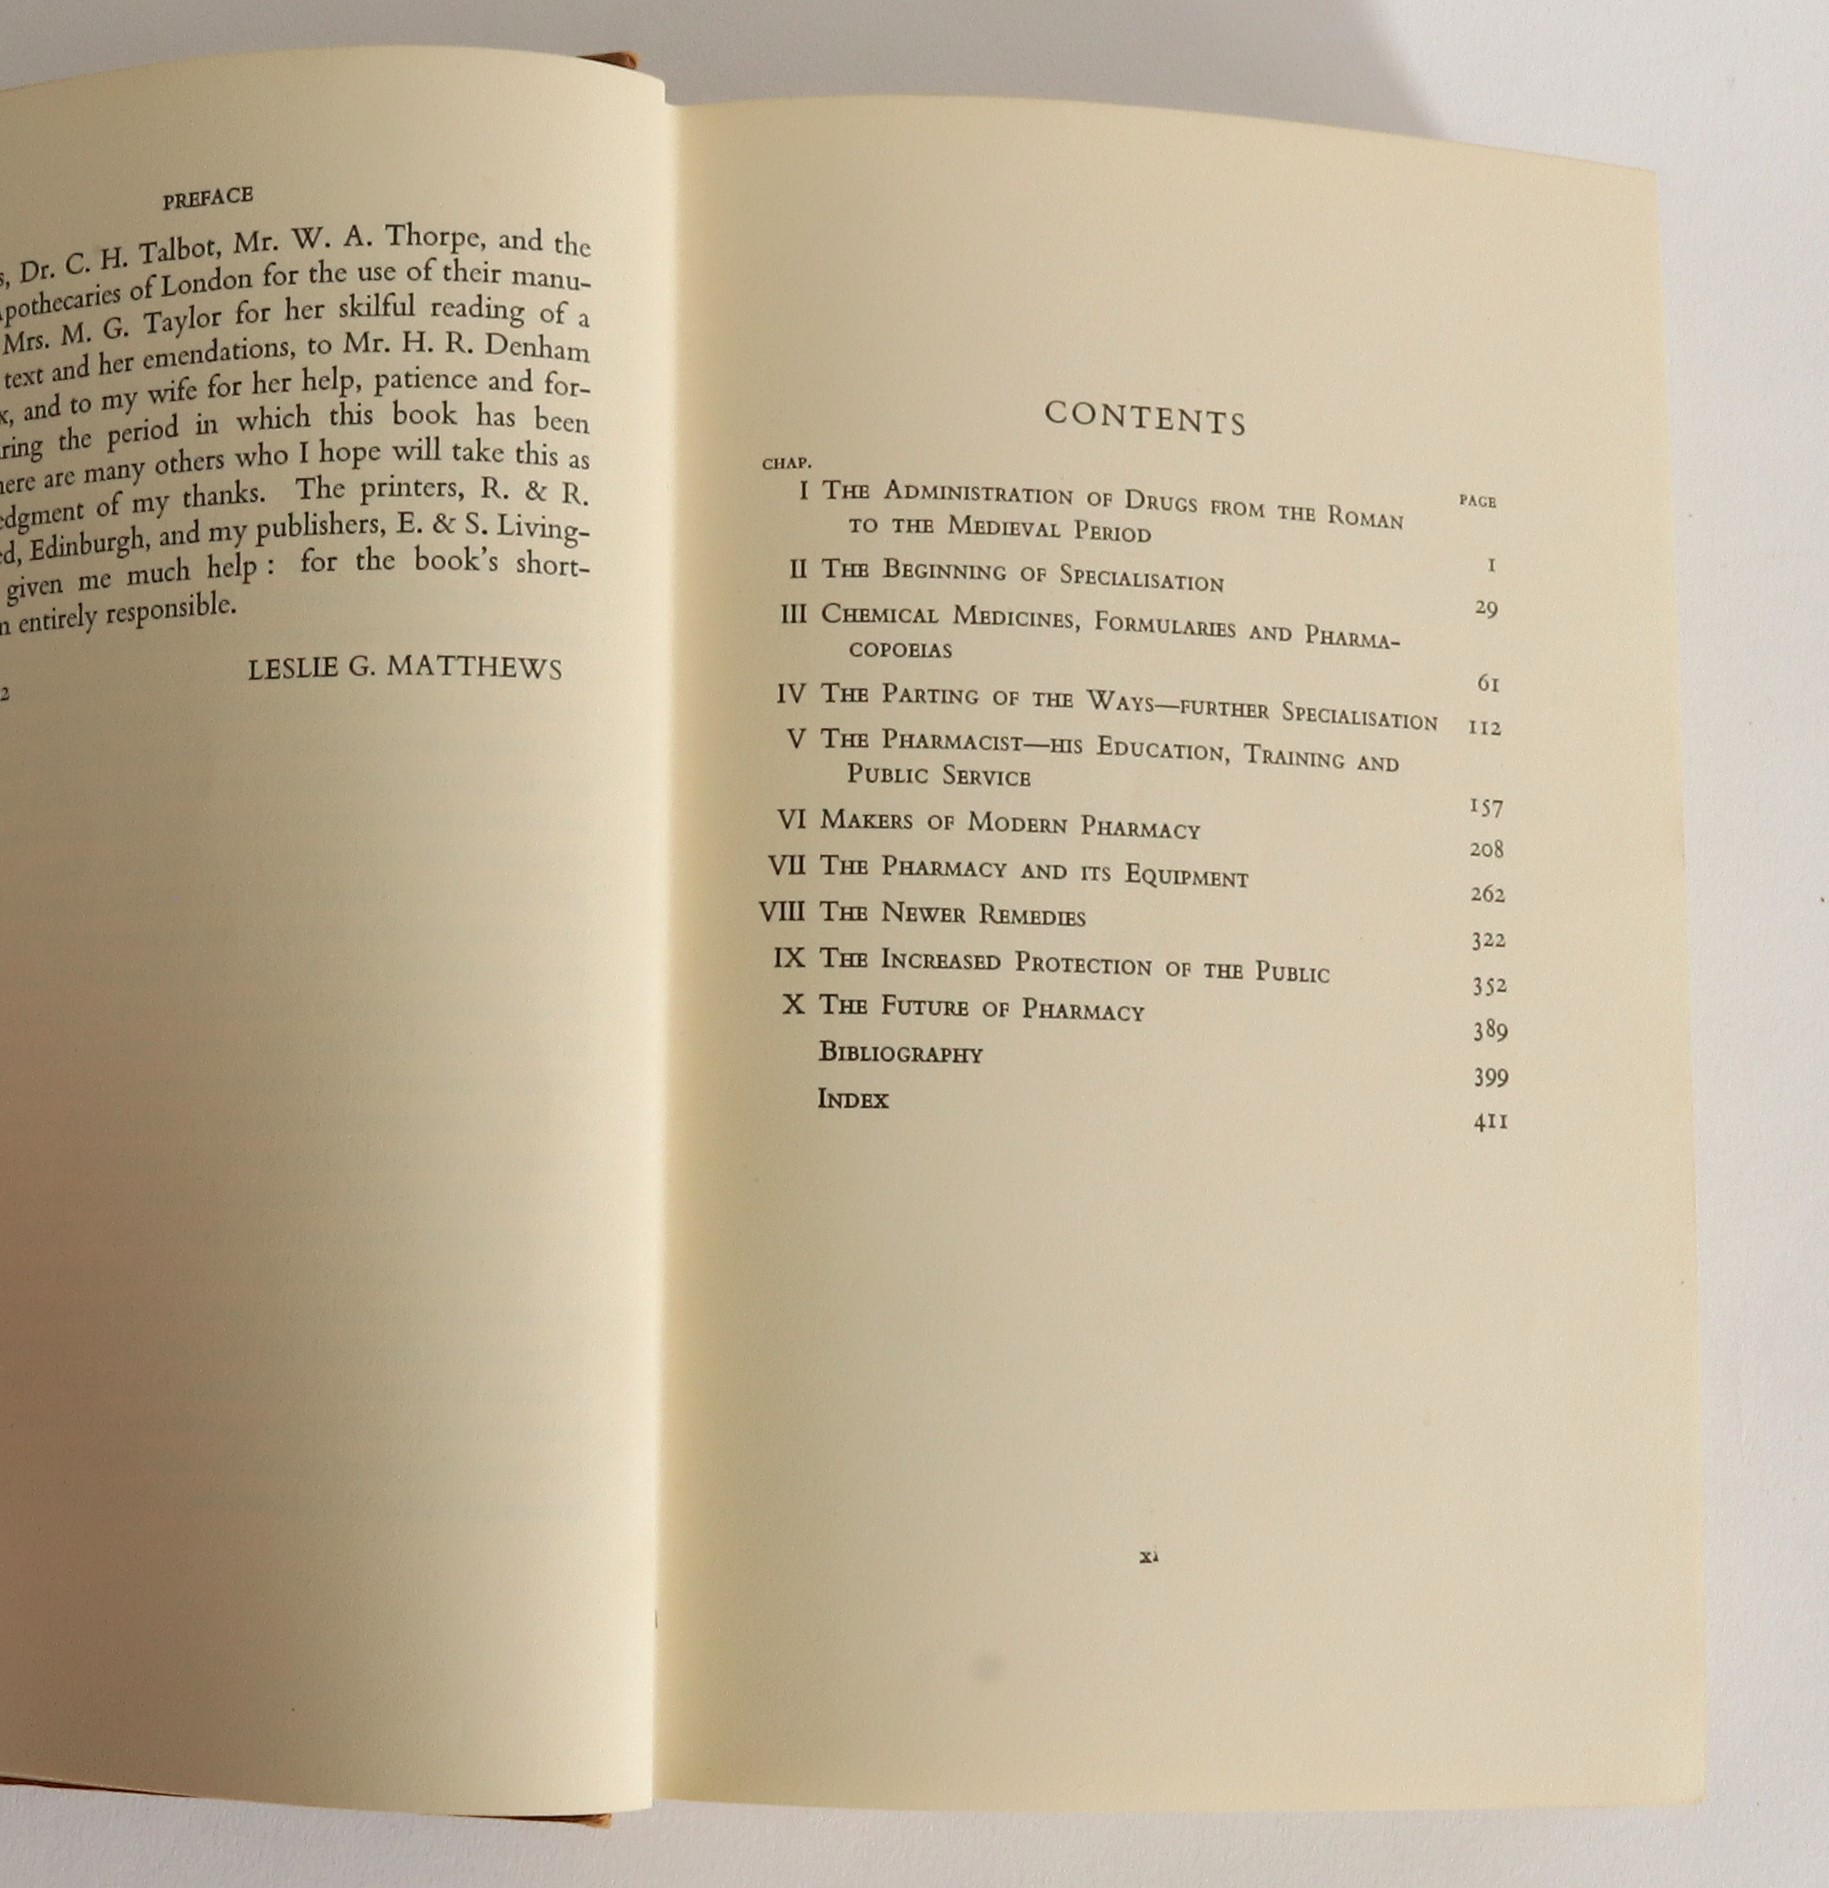 PREFACE
Dr. C. H. Talbot, Mr. W. A. Thorpe, and the
pothecaries of London for the use of their manu-
Mrs. M. G. Taylor for her skilful reading of a
text and her emendations, to Mr. H. R. Denham
and to my wife for her help, patience and for-
ring the period in which this book has been
here are many others who I hope will take this as
edgment of my thanks. The printers, R. & R.
d, Edinburgh, and my publishers, E. & S. Living-
given me much help : for the book's short-
n entirely responsible.
LESLIE G. MATTHEWS
2
CONTENTS
CHAP. PAGE
I THE ADMINISTRATION OF DRUGS FROM THE ROMAN
TO THE MEDIEVAL PERIOD 1
II THE BEGINNING OF SPECIALISATION 29
III CHEMICAL MEDICINES, FORMULARIES AND PHARMA-
COPOEIAS 61
IV THE PARTING OF THE WAYS—FURTHER SPECIALISATION 112
V THE PHARMACIST—HIS EDUCATION, TRAINING AND
PUBLIC SERVICE 157
VI MAKERS OF MODERN PHARMACY 208
VII THE PHARMACY AND ITS EQUIPMENT 262
VIII THE NEWER REMEDIES 322
IX THE INCREASED PROTECTION OF THE PUBLIC 352
X THE FUTURE OF PHARMACY 389
BIBLIOGRAPHY 399
INDEX 411
xi